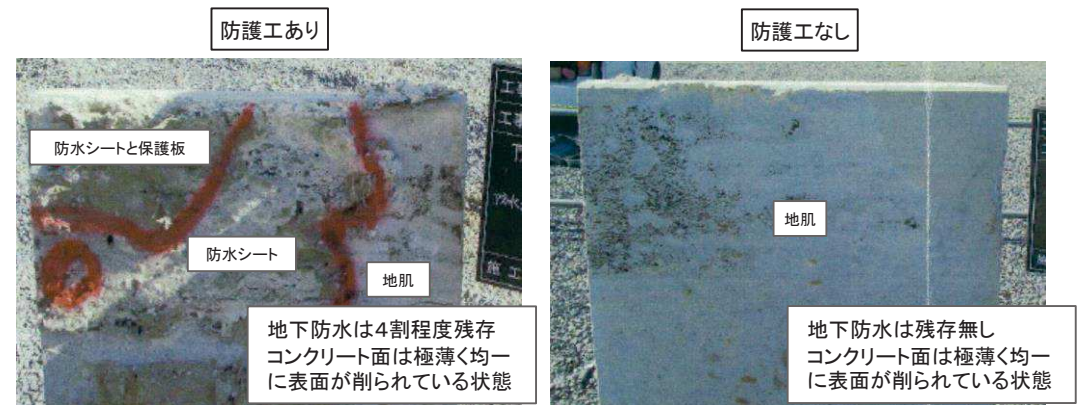 防護工あり
防水シートと保護板
防水シート
地肌
地下防水は４割程度残存
コンクリート面は極薄く均一
に表面が削られている状態
防護工なし
地肌
地下防水は残存無し
コンクリート面は極薄く均一
に表面が削られている状態